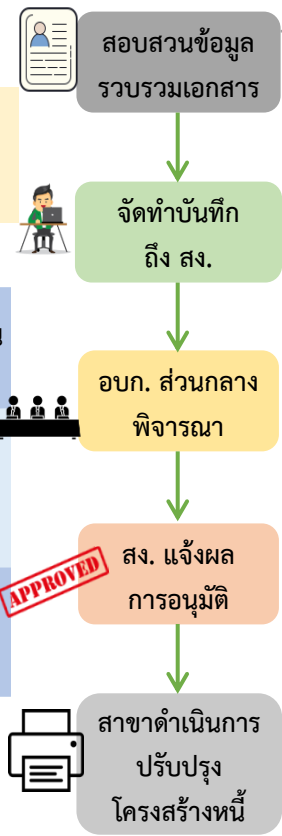 สอบสวนข้อมูล
รวบรวมเอกสาร
จัดทำบันทึก
ถึง สง.
น
อบก. ส่วนกลาง
พิจารณา
APPROVED
สง. แจ้งผล
การอนุมัติ
สาขาดำเนินการ
ปรับปรุง
โครงสร้างหนี้